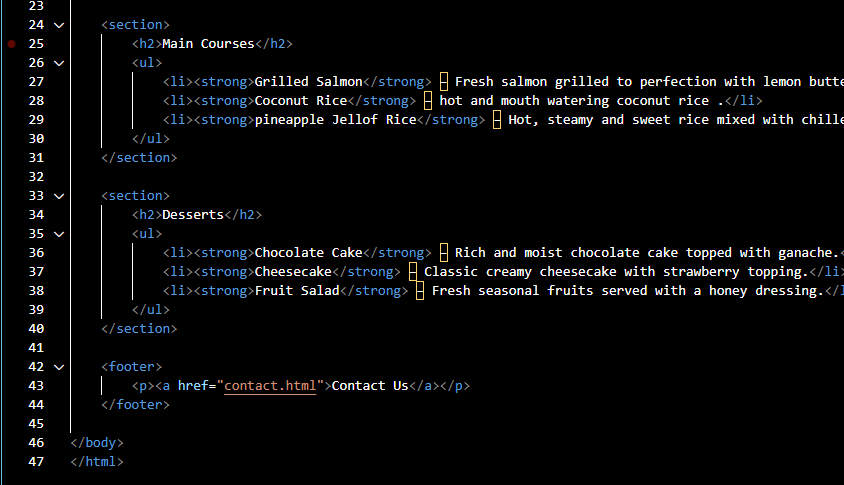 23
24 <section>
25 <h2>Main Courses</h2>
26 <ul>
27 <li><strong>Grilled Salmon</strong> – Fresh salmon grilled to perfection with lemon butte
28 <li><strong>Coconut Rice</strong> – hot and mouth watering coconut rice .</li>
29 <li><strong>pineapple Jellof Rice</strong> – Hot, steamy and sweet rice mixed with chille
30 </ul>
31 </section>
32
33 <section>
34 <h2>Desserts</h2>
35 <ul>
36 <li><strong>Chocolate Cake</strong> – Rich and moist chocolate cake topped with ganache.<
37 <li><strong>Cheesecake</strong> – Classic creamy cheesecake with strawberry topping.</li>
38 <li><strong>Fruit Salad</strong> – Fresh seasonal fruits served with a honey dressing.</l
39 </ul>
40 </section>
41
42 <footer>
43 <p><a href="contact.html">Contact Us</a></p>
44 </footer>
45
46 </body>
47 </html>